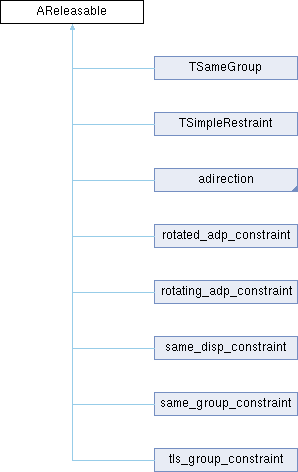 AReleasable
TSameGroup
TSimpleRestraint
adirection
rotated_adp_constraint
rotating_adp_constraint
same_disp_constraint
same_group_constraint
tls_group_constraint